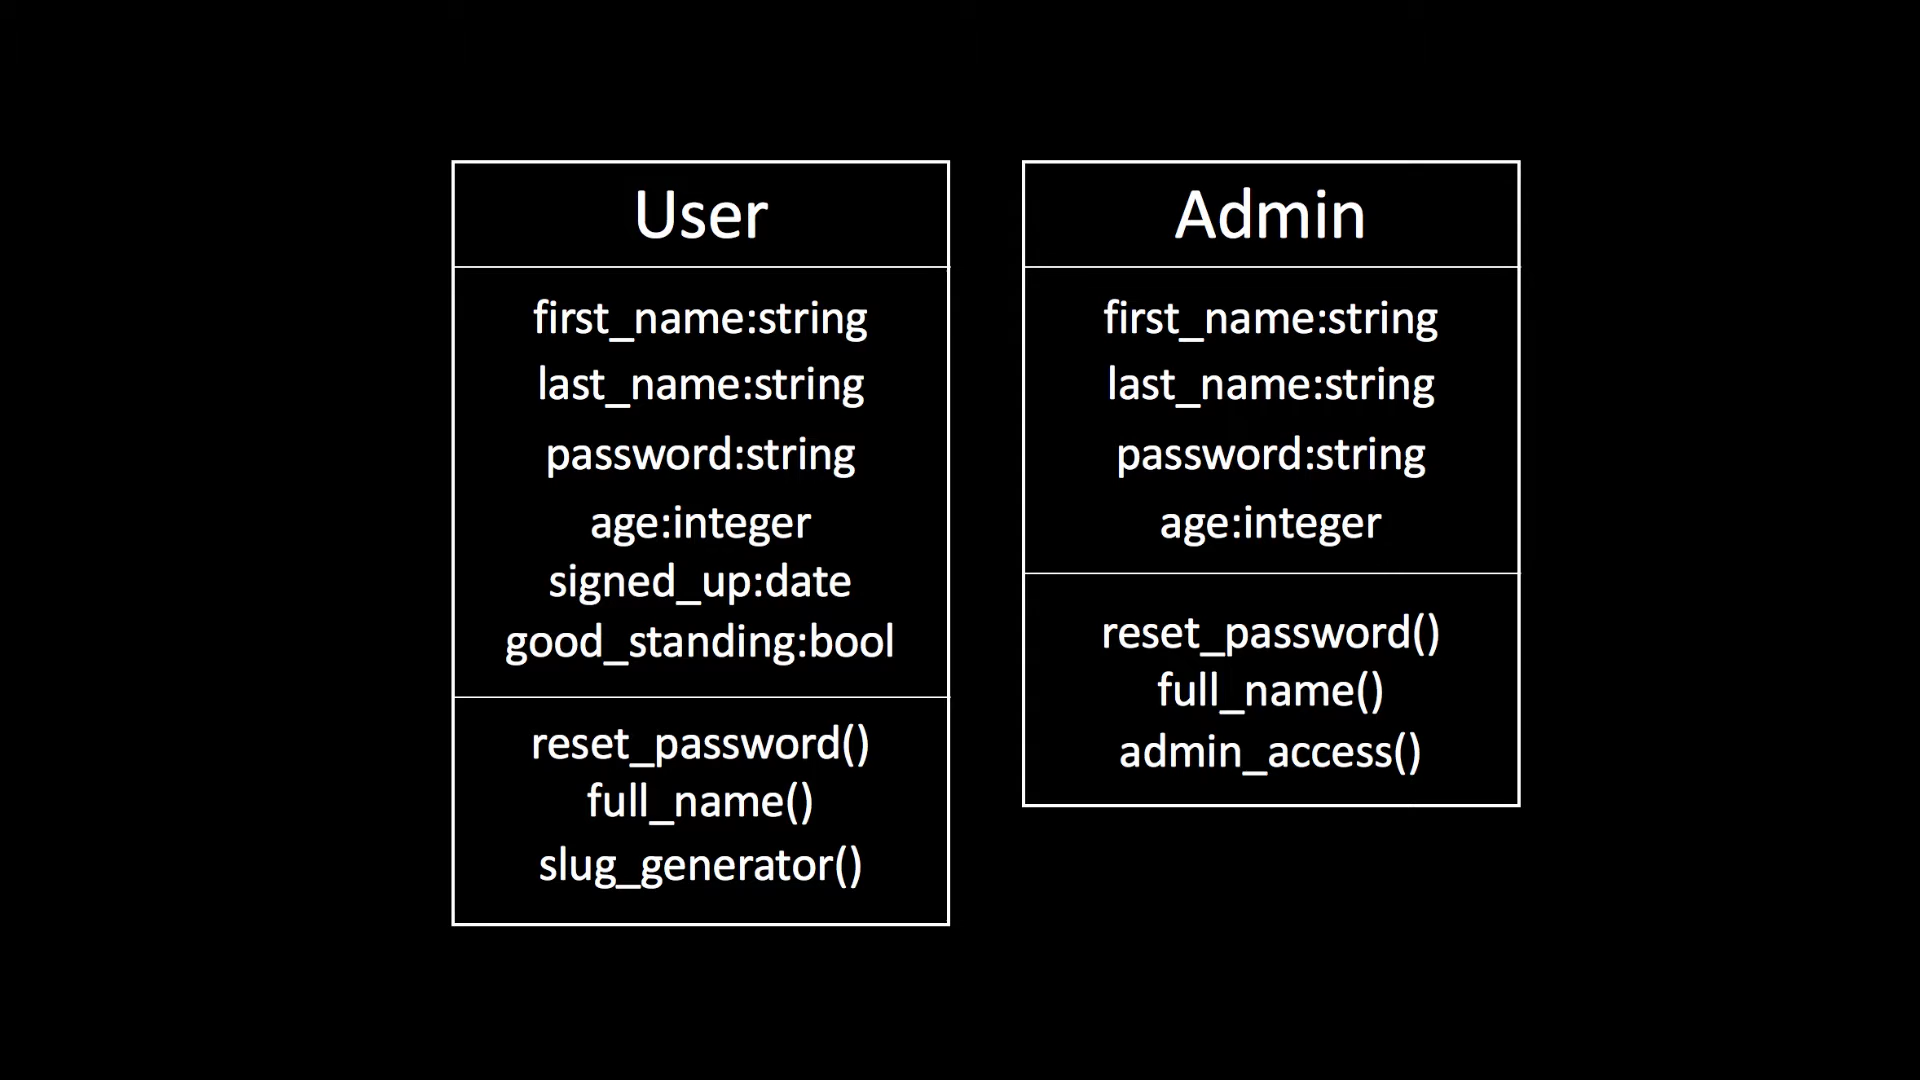 User
first_name:string
last_name:string
password:string
age:integer
signed_up:date
good_standing:bool
reset_password()
full_name()
slug_generator()
Admin
first_name:string
last_name:string
password:string
age:integer
reset_password()
full_name()
admin_access()